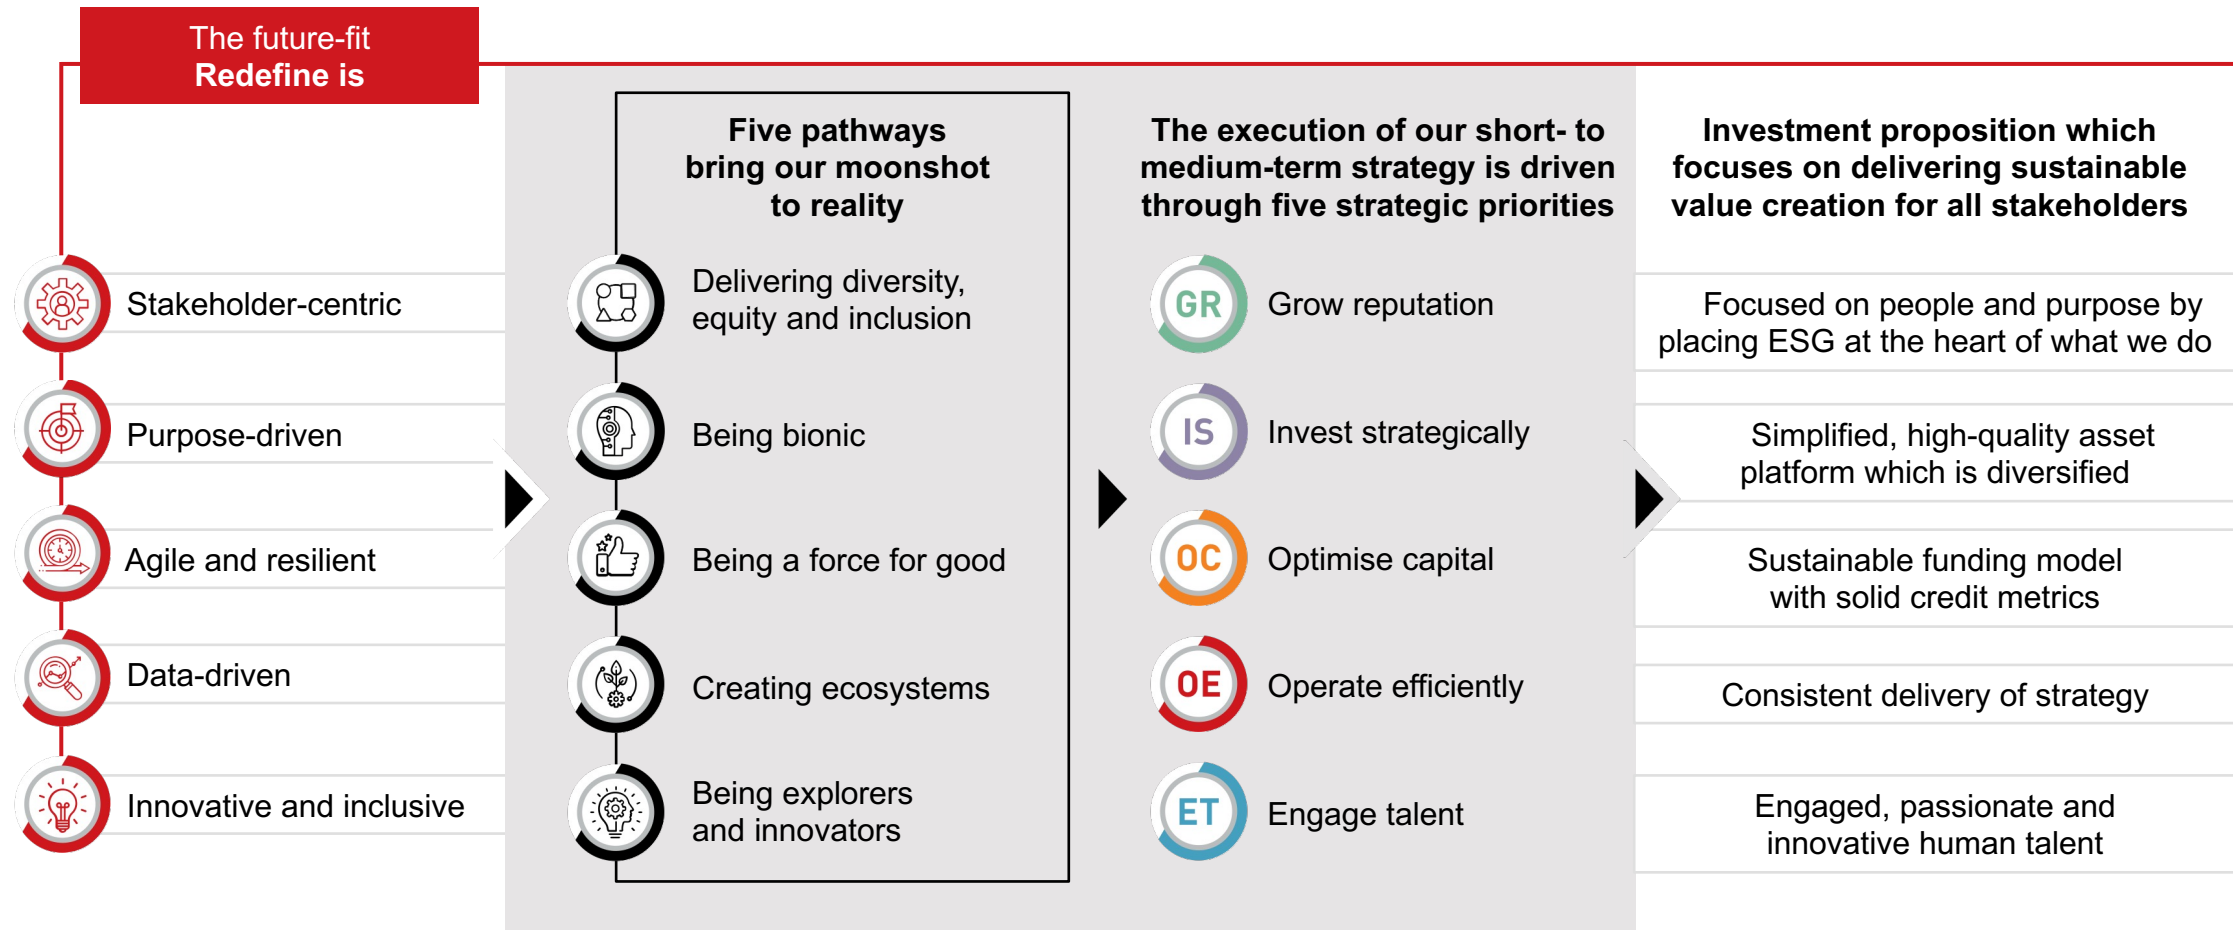 The future-fit
Redefine is
Stakeholder-centric
Purpose-driven
Agile and resilient
Data-driven
Innovative and inclusive
Five pathways
bring our moonshot
to reality
Delivering diversity,
equity and inclusion
Being bionic
Being a force for good
Creating ecosystems
Being explorers
and innovators
The execution of our short- to
medium-term strategy is driven
through five strategic priorities
GR
Grow reputation
IS
Invest strategically
OC
Optimise capital
OE
Operate efficiently
ET
Engage talent
Investment proposition which
focuses on delivering sustainable
value creation for all stakeholders
Focused on people and purpose by
placing ESG at the heart of what we do
Simplified, high-quality asset
platform which is diversified
Sustainable funding model
with solid credit metrics
Consistent delivery of strategy
Engaged, passionate and
innovative human talent